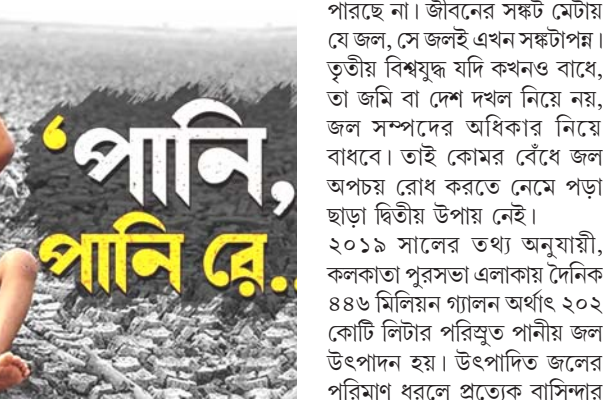 ‘পানি,
পানি রে..
পারছে না। জীবনের সঙ্কট মেটায়
যে জল, সে জলই এখন সঙ্কটাপন্ন।
তৃতীয় বিশ্বযুদ্ধ যদি কখনও বাধে,
তা জমি বা দেশ দখল নিয়ে নয়,
জল সম্পদের অধিকার নিয়ে
বাধবে। তাই কোমর বেঁধে জল
অপচয় রোধ করতে নেমে পড়া
ছাড়া দ্বিতীয় উপায় নেই।
২০১৯ সালের তথ্য অনুযায়ী,
কলকাতা পুরসভা এলাকায় দৈনিক
৪৪৬ মিলিয়ন গ্যালন অর্থাৎ ২০২
কোটি লিটার পরিস্রুত পানীয় জল
উৎপাদন হয়। উৎপাদিত জলের
পরিমাণ ধরলে প্রত্যেক বাসিন্দার